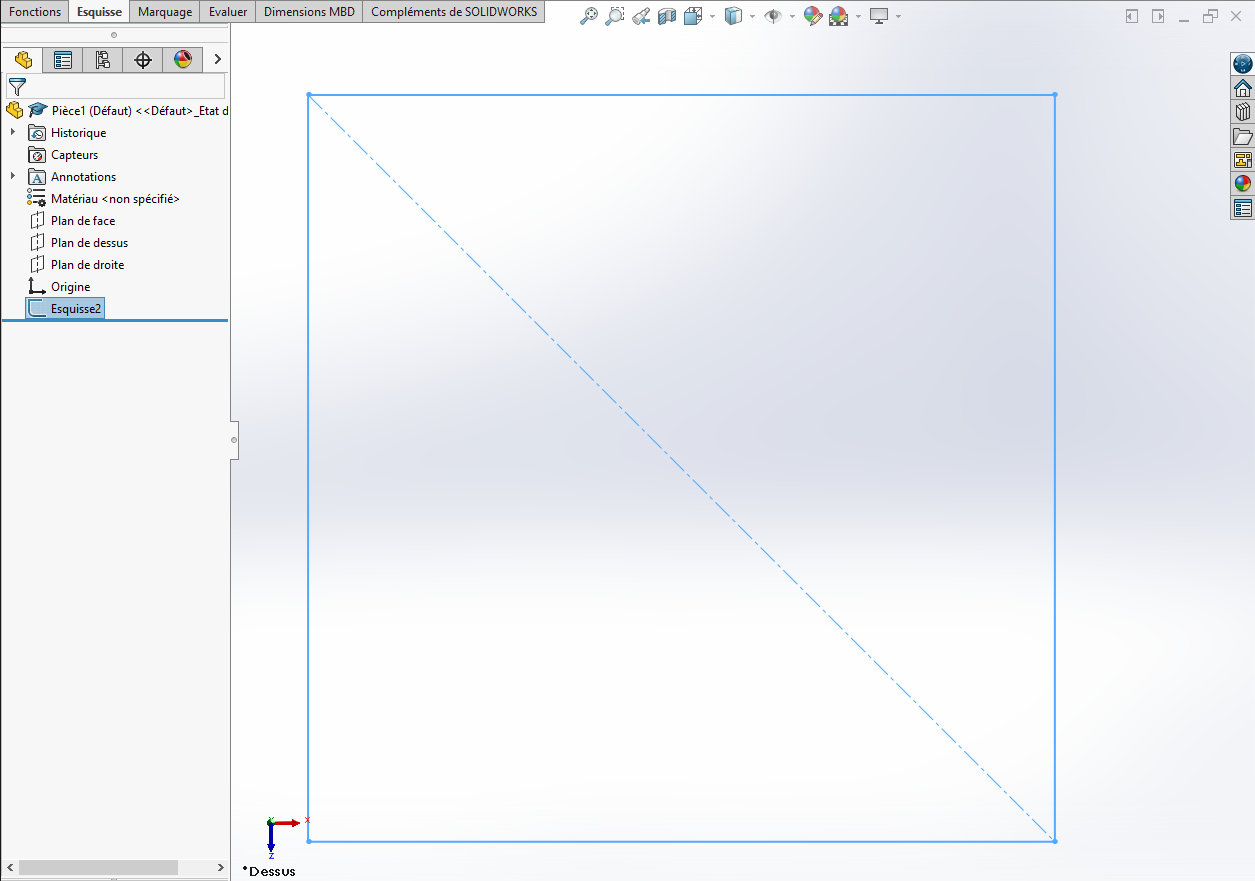 Fonctions Esquisse Marquage Evaluer Dimensions MBD Compléments de SOLIDWORKS
Pièce1 (Défaut) <<Défaut>_Etat d
Historique
Capteurs
Annotations
Matériau <non spécifié>
Plan de face
Plan de dessus
Plan de droite
Origine
Esquisse2
Y
X
Z
*Dessus